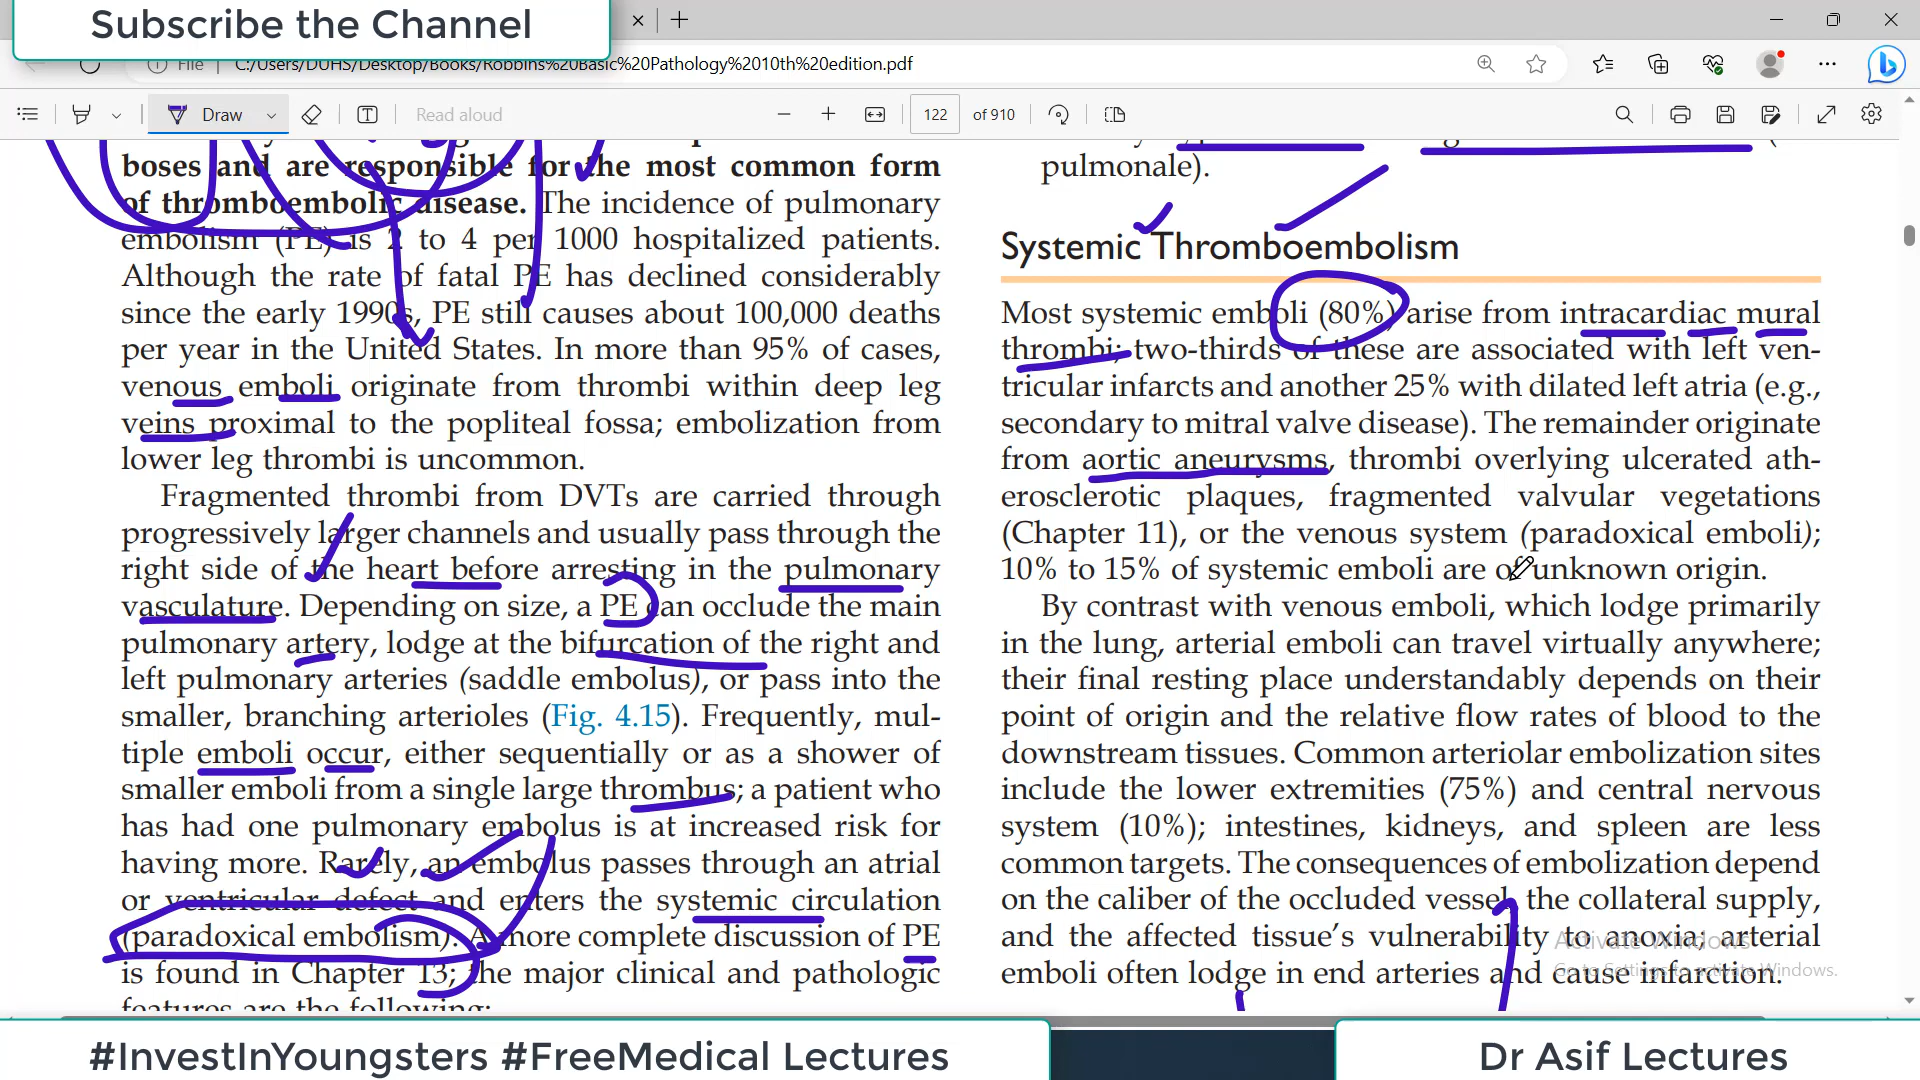 Subscribe the Channel
File
C:/Users/DUHS/Desktop/Books/Robbins%20Basic%20Pathology%2010th%20edition.pdf
Draw
Read aloud
122 of 910
boses and are responsible for the most common form
of thromboembolic disease. The incidence of pulmonary
embolism (PE) is 2 to 4 per 1000 hospitalized patients.
Although the rate of fatal PE has declined considerably
since the early 1990s, PE still causes about 100,000 deaths
per year in the United States. In more than 95% of cases,
venous emboli originate from thrombi within deep leg
veins proximal to the popliteal fossa; embolization from
lower leg thrombi is uncommon.
Fragmented thrombi from DVTs are carried through
progressively larger channels and usually pass through the
right side of the heart before arresting in the pulmonary
vasculature. Depending on size, a PE can occlude the main
pulmonary artery, lodge at the bifurcation of the right and
left pulmonary arteries (saddle embolus), or pass into the
smaller, branching arterioles (Fig. 4.15). Frequently, mul-
tiple emboli occur, either sequentially or as a shower of
smaller emboli from a single large thrombus; a patient who
has had one pulmonary embolus is at increased risk for
having more. Rarely, an embolus passes through an atrial
or ventricular defect and enters the systemic circulation
(paradoxical embolism). A more complete discussion of PE
is found in Chapter 13; the major clinical and pathologic
features are the following:
pulmonale).
Systemic Thromboembolism
Most systemic emboli (80%) arise from intracardiac mural
thrombi; two-thirds of these are associated with left ven-
tricular infarcts and another 25% with dilated left atria (e.g.,
secondary to mitral valve disease). The remainder originate
from aortic aneurysms, thrombi overlying ulcerated ath-
erosclerotic plaques, fragmented valvular vegetations
(Chapter 11), or the venous system (paradoxical emboli);
10% to 15% of systemic emboli are of unknown origin.
By contrast with venous emboli, which lodge primarily
in the lung, arterial emboli can travel virtually anywhere;
their final resting place understandably depends on their
point of origin and the relative flow rates of blood to the
downstream tissues. Common arteriolar embolization sites
include the lower extremities (75%) and central nervous
system (10%); intestines, kidneys, and spleen are less
common targets. The consequences of embolization depend
on the caliber of the occluded vessel, the collateral supply,
and the affected tissue's vulnerability to anoxia; arterial
emboli often lodge in end arteries and cause infarction.
Activate Windows
Go to Settings to activate Windows.
#InvestInYoungsters #FreeMedical Lectures
Dr Asif Lectures